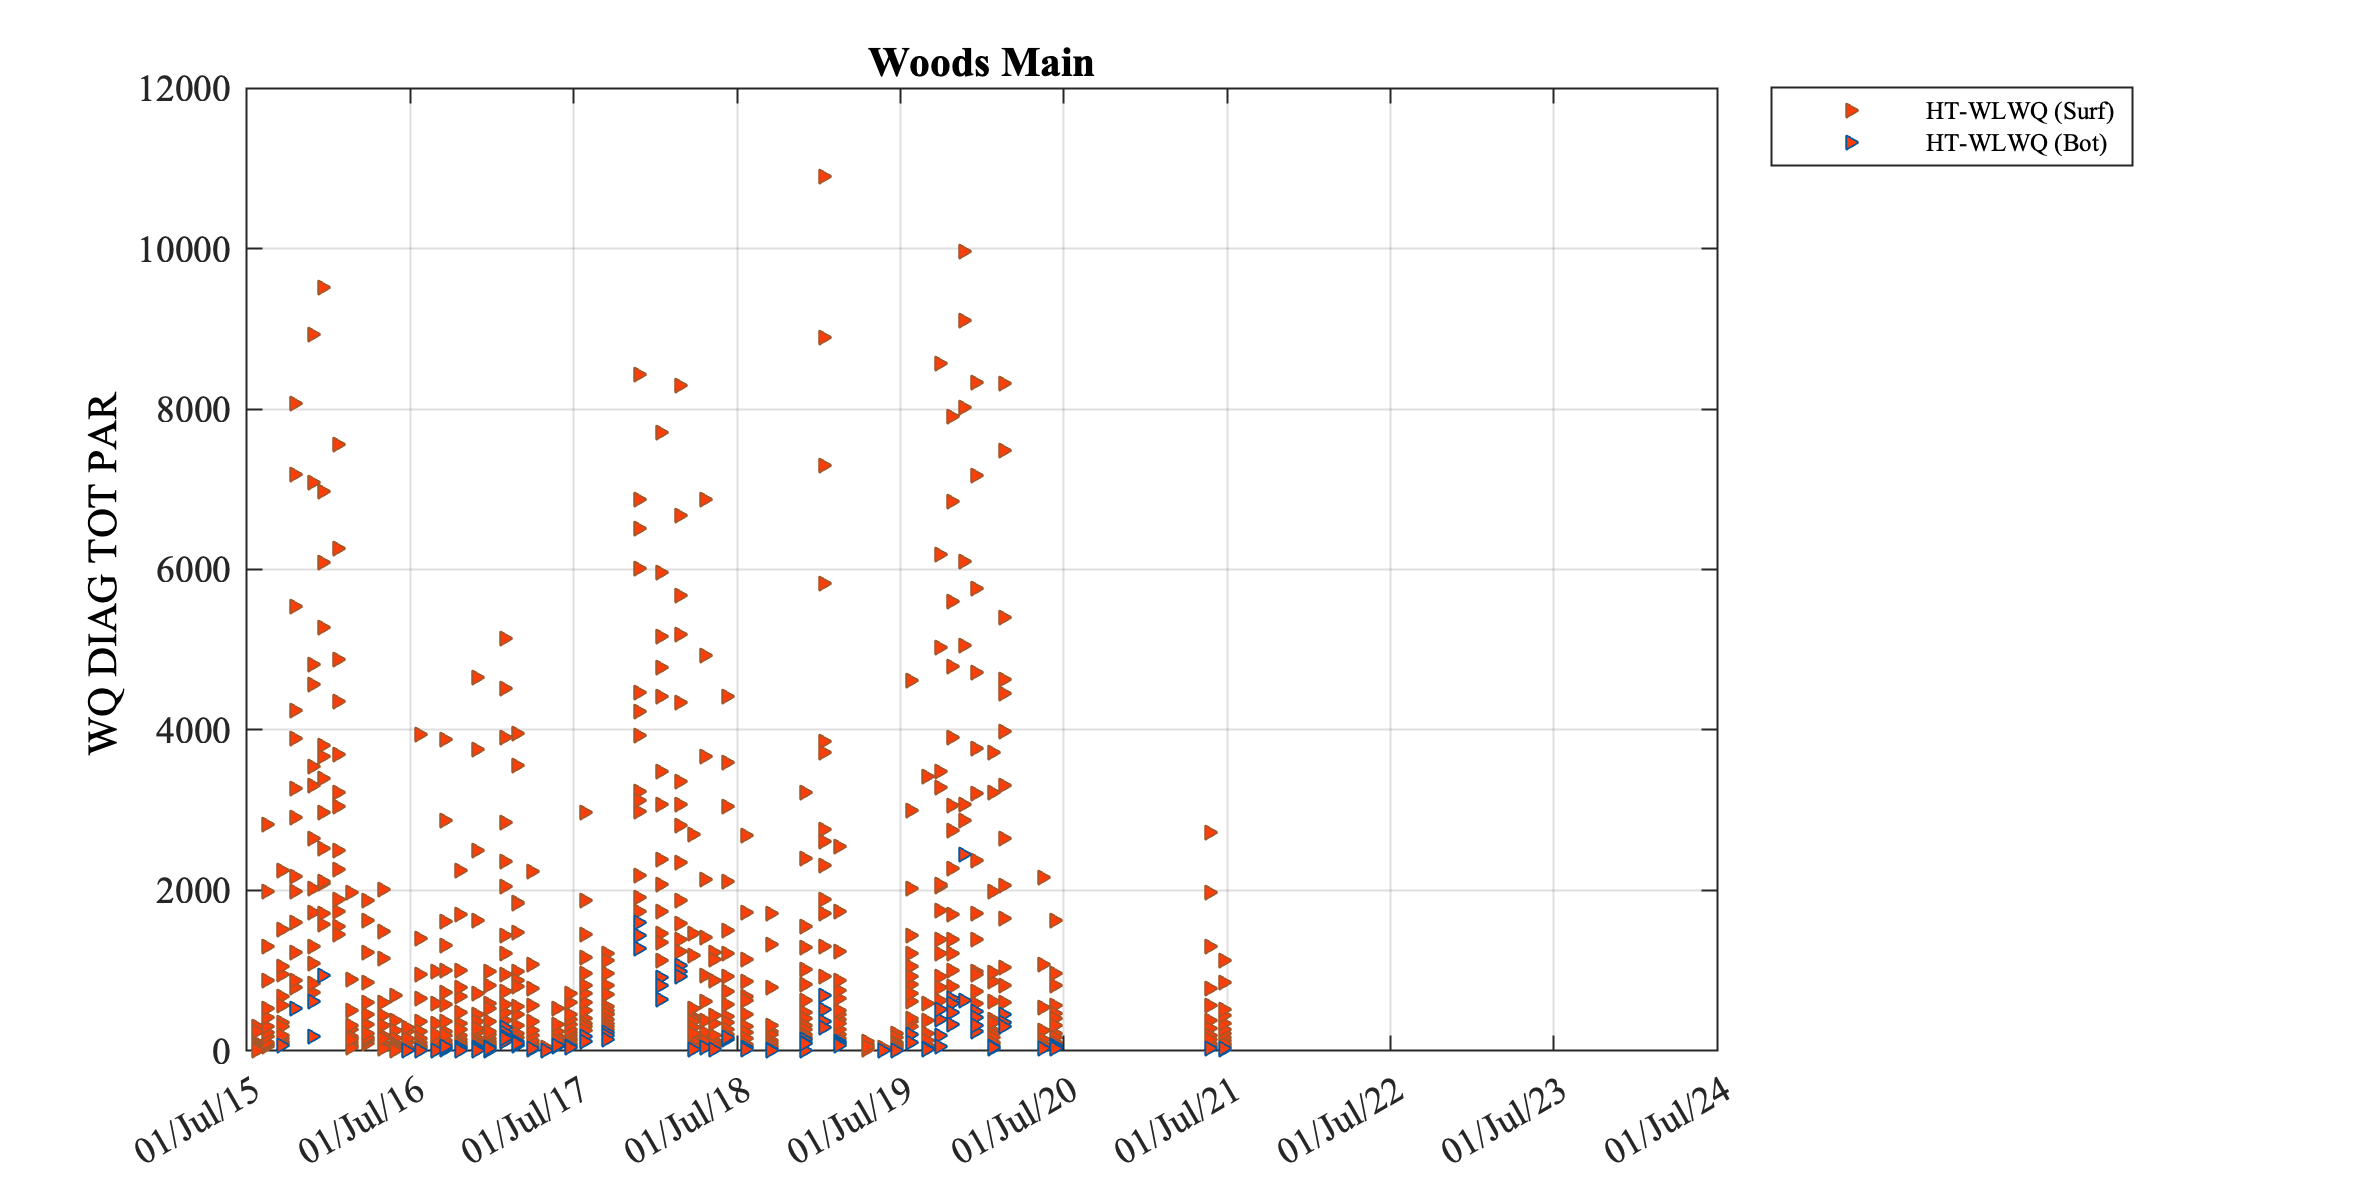 Woods Main
12000
10000
8000
6000
4000
2000
0
WQ DIAG TOT PAR
01/Jul/15
01/Jul/16
01/Jul/17
01/Jul/18
01/Jul/19
01/Jul/20
01/Jul/21
01/Jul/22
01/Jul/23
01/Jul/24
HT-WLWQ (Surf)
HT-WLWQ (Bot)